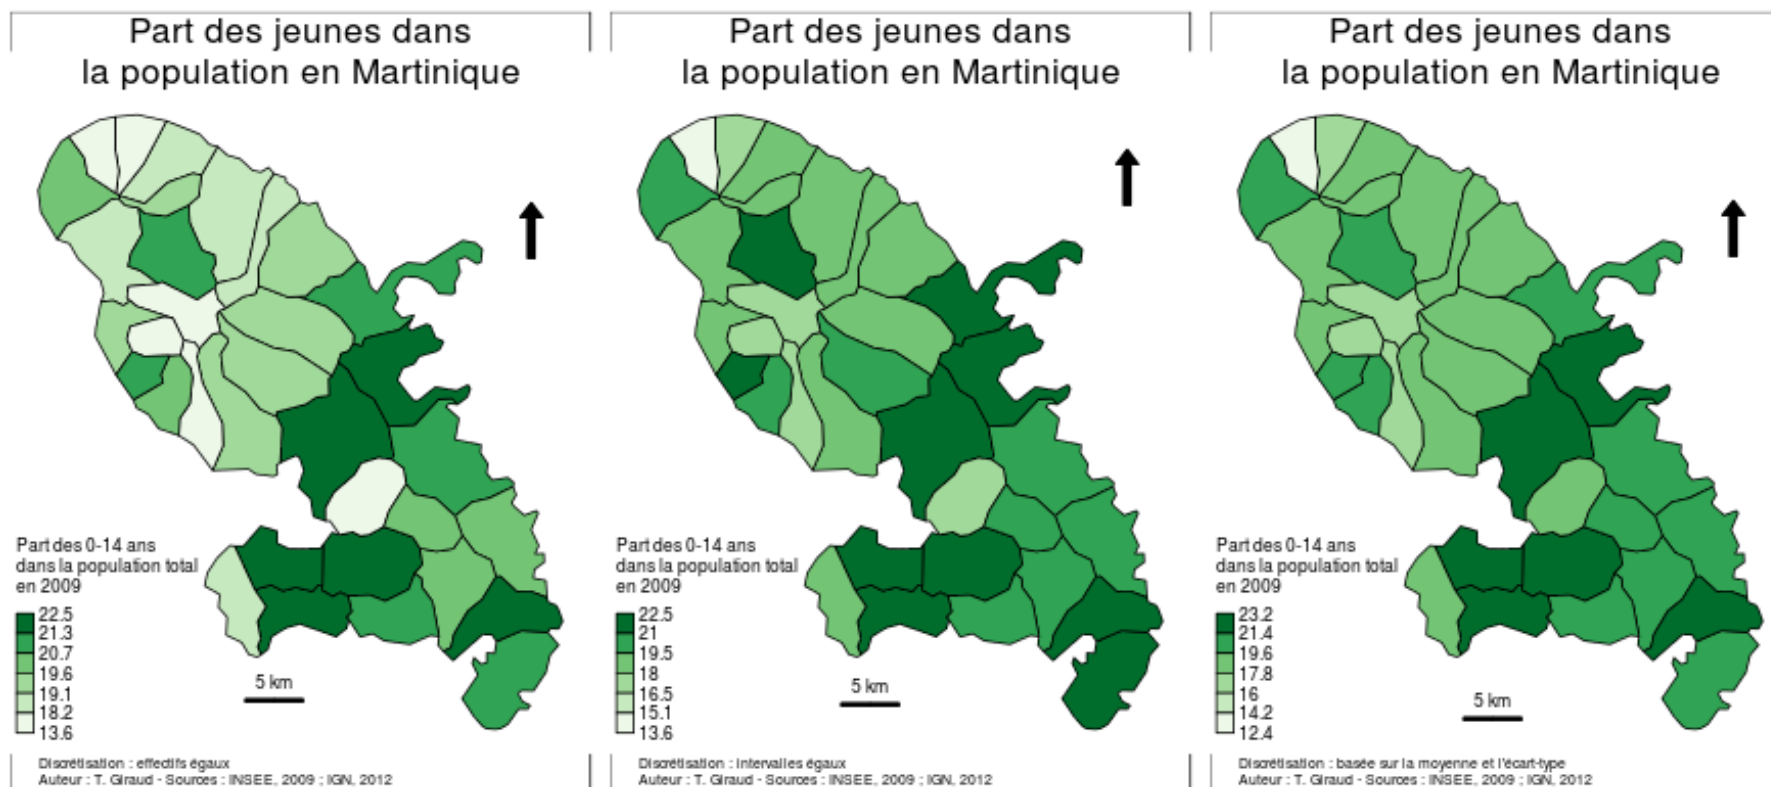 Part des jeunes dans
la population en Martinique
Part des 0-14 ans
dans la population total
en 2009
22.5
21.3
20.7
19.6
19.1
18.2
13.6
5 km
Discrétisation : effectifs égaux
Auteur : T. Giraud - Sources : INSEE, 2009 ; IGN, 2012
Part des jeunes dans
la population en Martinique
Part des 0-14 ans
dans la population total
en 2009
22.5
21
19.5
18
16.5
15.1
13.6
5 km
Discrétisation : intervalles égaux
Auteur : T. Giraud - Sources : INSEE, 2009 ; IGN, 2012
Part des jeunes dans
la population en Martinique
Part des 0-14 ans
dans la population total
en 2009
23.2
21.4
19.6
17.8
16
14.2
12.4
5 km
Discrétisation : basée sur la moyenne et l'écart-type
Auteur : T. Giraud - Sources : INSEE, 2009 ; IGN, 2012